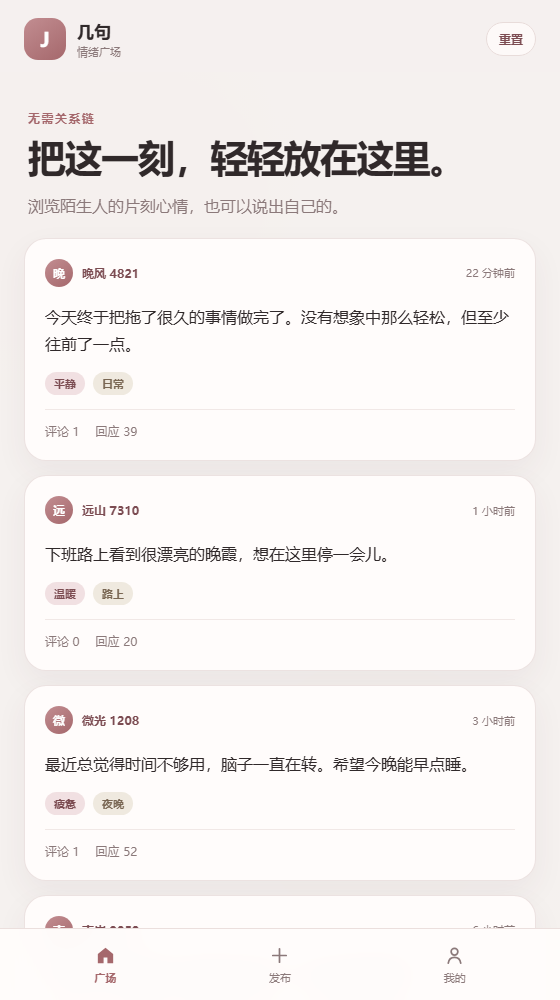 J
几句
情绪广场
重置
无需关系链
把这一刻，轻轻放在这里。
浏览陌生人的片刻心情，也可以说出自己的。
晚
晚风 4821
22 分钟前
今天终于把拖了很久的事情做完了。没有想象中那么轻松，但至少
往前了一点。
平静 日常
评论 1 回应 39
远
远山 7310
1 小时前
下班路上看到很漂亮的晚霞，想在这里停一会儿。
温暖 路上
评论 0 回应 20
微
微光 1208
3 小时前
最近总觉得时间不够用，脑子一直在转。希望今晚能早点睡。
疲惫 夜晚
评论 1 回应 52
广场
发布
我的